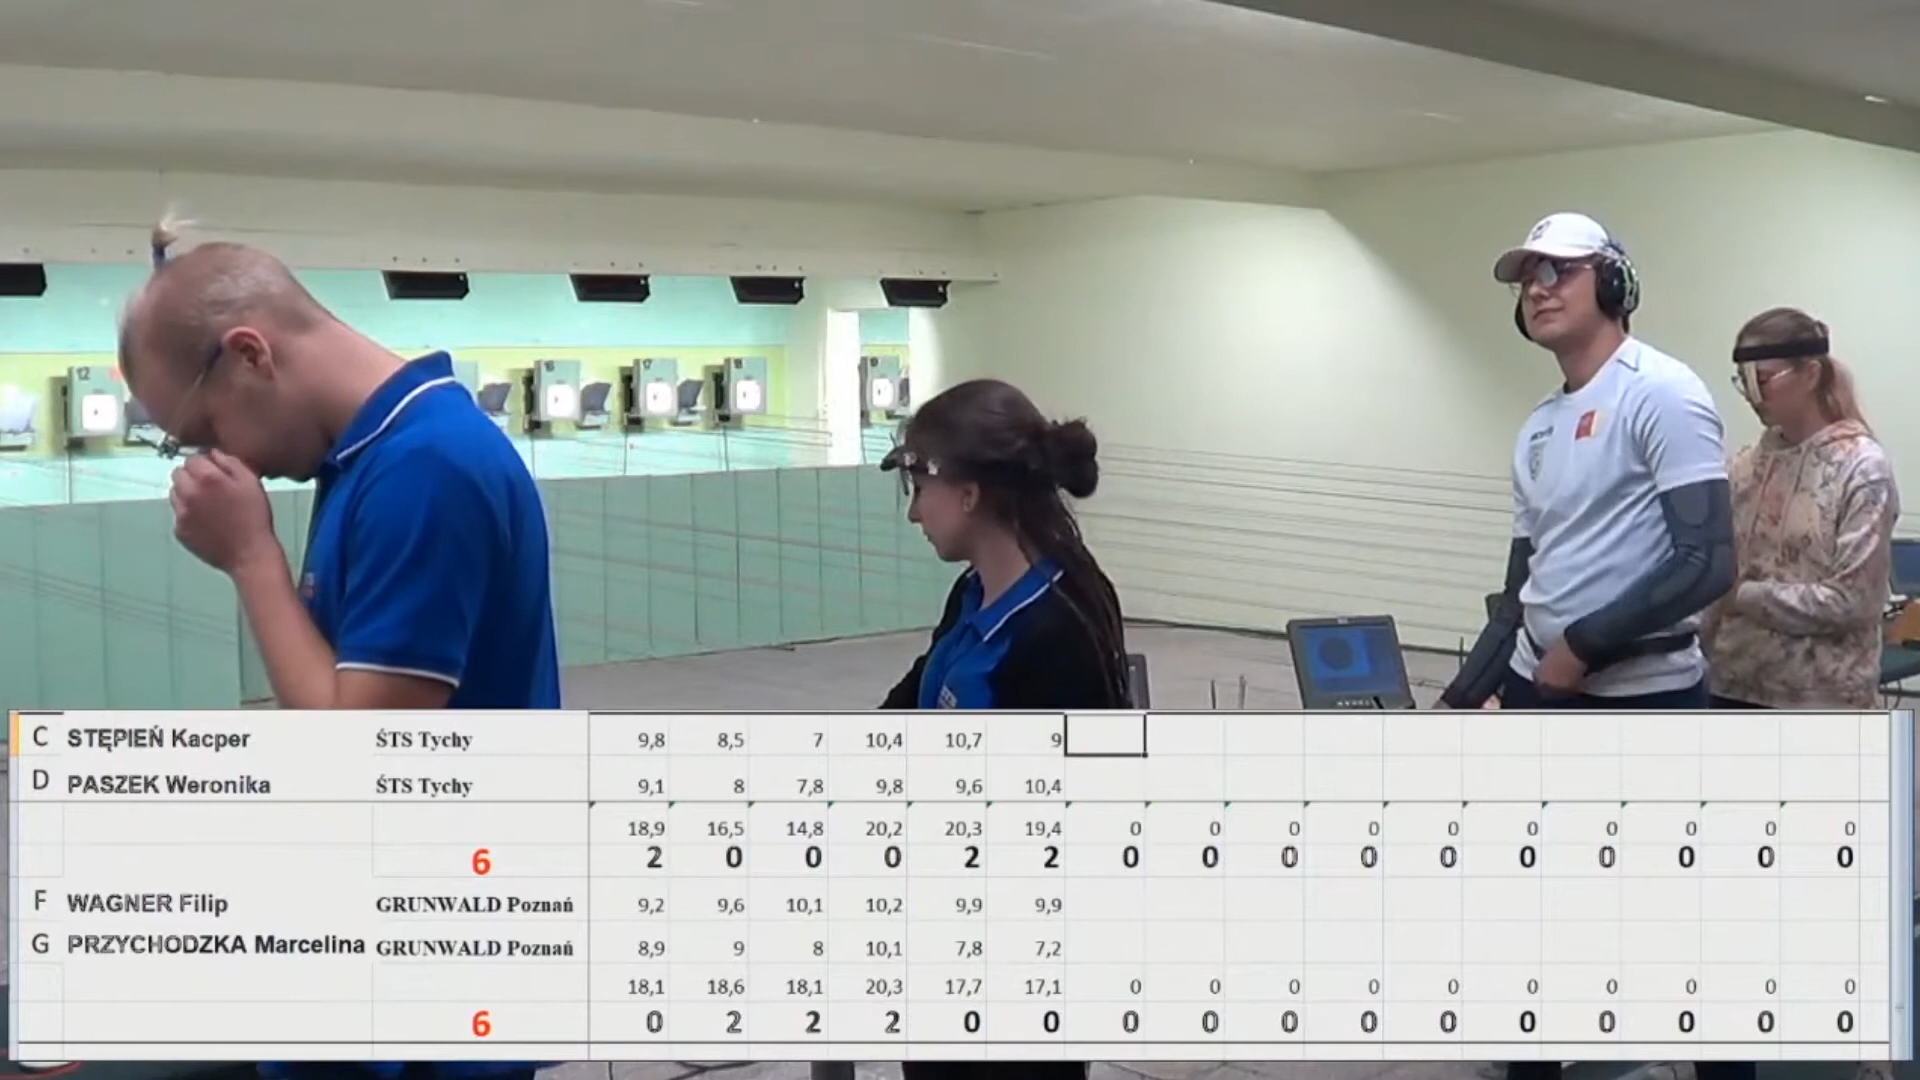 12 16 17 18 19
C STĘPIEŃ Kacper ŚTS Tychy 9,8 8,5 7 10,4 10,7 9
D PASZEK Weronika ŚTS Tychy 9,1 8 7,8 9,8 9,6 10,4
18,9 16,5 14,8 20,2 20,3 19,4 0 0 0 0 0 0 0 0 0 0
6 2 0 0 0 2 2 0 0 0 0 0 0 0 0 0 0
F WAGNER Filip GRUNWALD Poznań 9,2 9,6 10,1 10,2 9,9 9,9
G PRZYCHODZKA Marcelina GRUNWALD Poznań 8,9 9 8 10,1 7,8 7,2
18,1 18,6 18,1 20,3 17,7 17,1 0 0 0 0 0 0 0 0 0 0
6 0 2 2 2 0 0 0 0 0 0 0 0 0 0 0 0